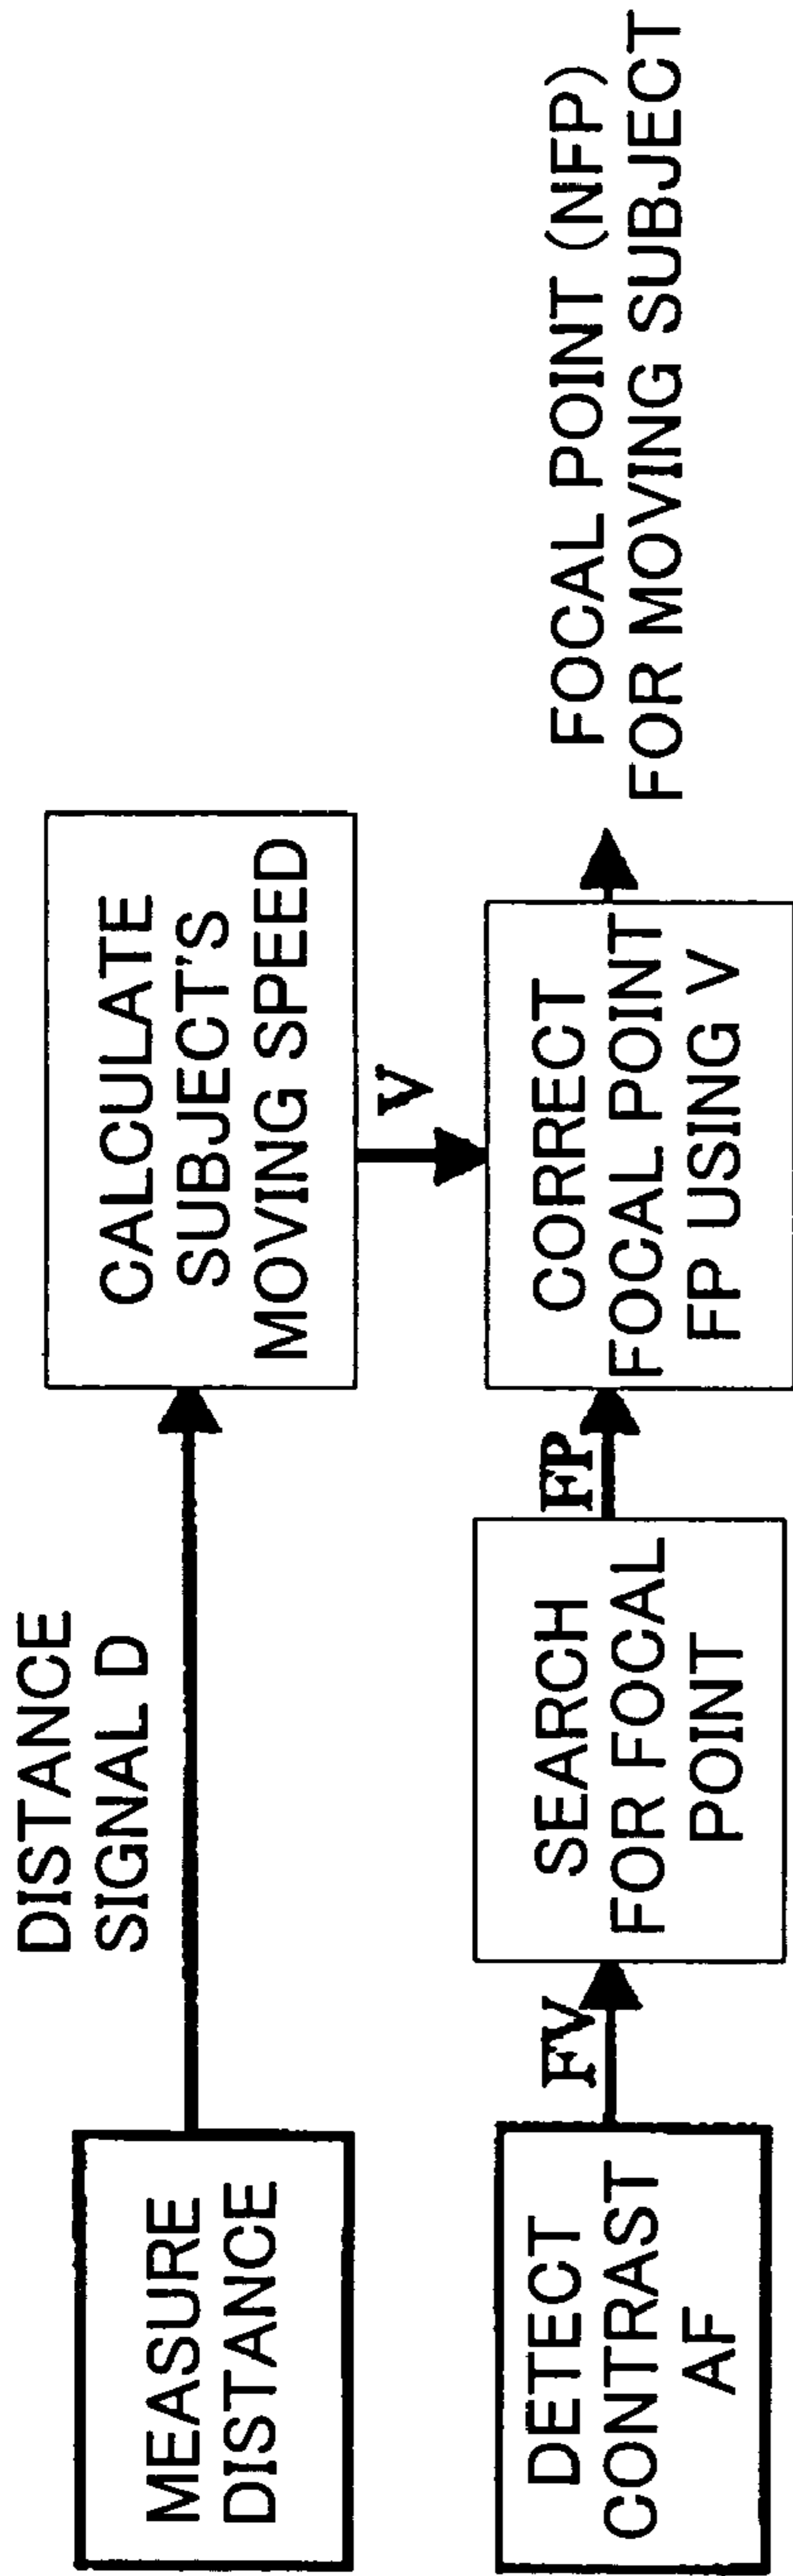 MEASURE
DISTANCE
DISTANCE
SIGNAL D
CALCULATE
SUBJECT'S
MOVING SPEED
V
DETECT
CONTRAST
AF
FV
SEARCH
FOR FOCAL
POINT
FP
CORRECT
FOCAL POINT
FP USING V
FOCAL POINT (NFP)
FOR MOVING SUBJECT